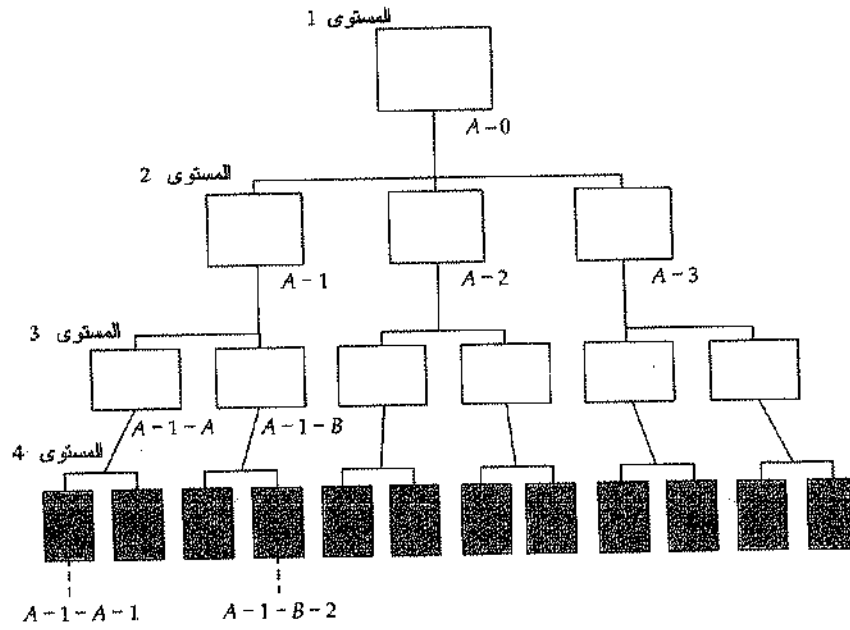 المستوى 1
A-0
المستوى 2
A-1
A-2
A-3
المستوى 3
A-1-A
A-1-B
المستوى 4
A-1-A-1
A-1-B-2